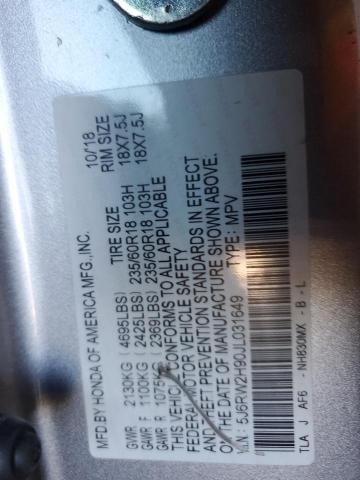 MFD.BY HONDA OF AMERICA MFG.,INC. 10/18
TIRE SIZE RIM SIZE
GVWR 2130KG (4695LBS)
GAWR F 1100KG (2425LBS) 235/60R18 103H 18X7.5J
GAWR R 1075KG (2369LBS) 235/60R18 103H 18X7.5J
THIS VEHICLE CONFORMS TO ALL APPLICABLE
FEDERAL MOTOR VEHICLE SAFETY
AND THEFT PREVENTION STANDARDS IN EFFECT
ON THE DATE OF MANUFACTURE SHOWN ABOVE.
VIN: 5J6RW2H90JL031649 TYPE: MPV
TLA J AF6 - NH830MX - B - L